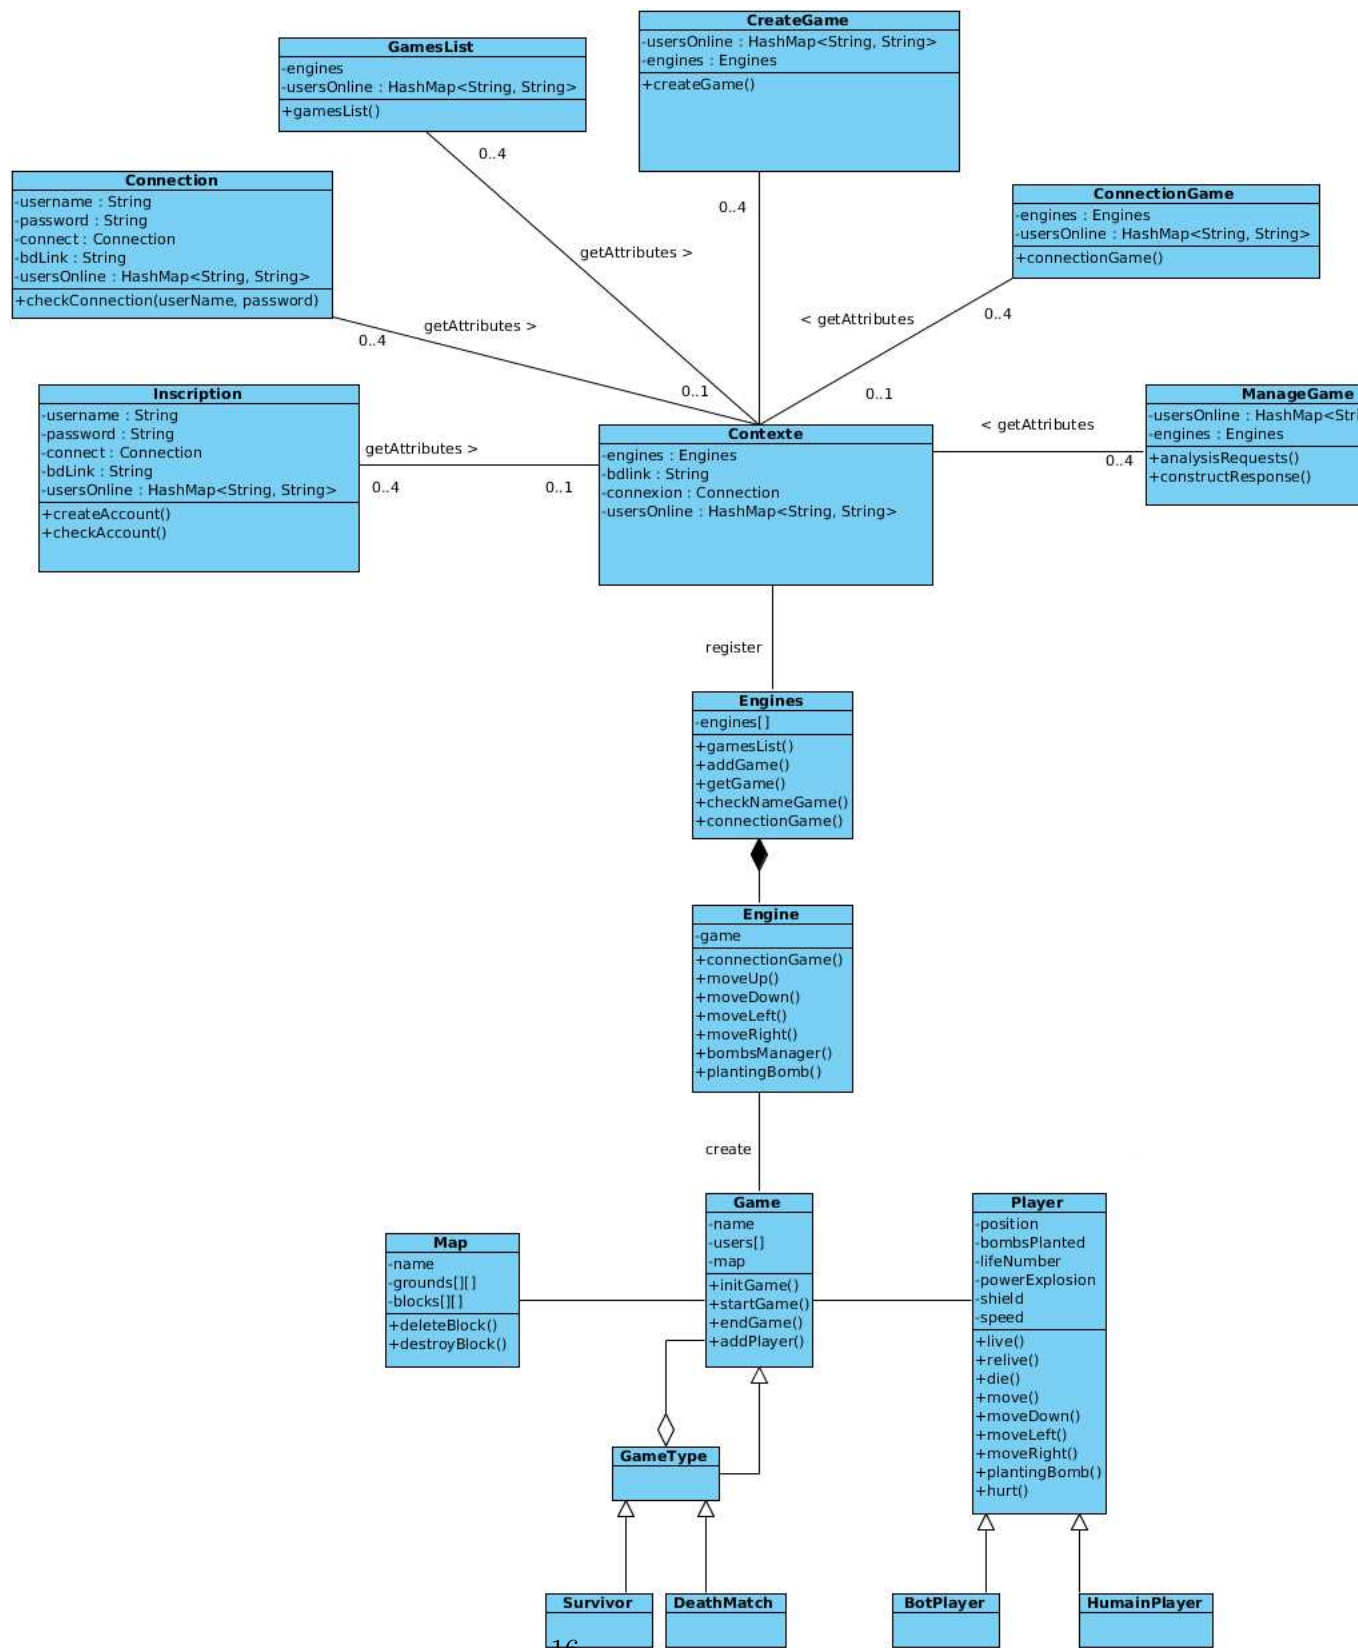 CreateGame
-usersOnline : HashMap<String, String>
-engines : Engines
+createGame()
GamesList
-engines
-usersOnline : HashMap<String, String>
+gamesList()
0..4
Connection
-username : String
-password : String
-connect : Connection
-bdLink : String
-usersOnline : HashMap<String, String>
+checkConnection(userName, password)
0..4
ConnectionGame
-engines : Engines
-usersOnline : HashMap<String, String>
+connectionGame()
getAttributes >
getAttributes >
0..4
< getAttributes
0..4
0..1
0..1
Inscription
-username : String
-password : String
-connect : Connection
-bdLink : String
-usersOnline : HashMap<String, String>
+createAccount()
+checkAccount()
getAttributes >
0..4
0..1
Contexte
-engines : Engines
-bdlink : String
-connexion : Connection
-usersOnline : HashMap<String, String>
< getAttributes
0..4
ManageGame
-usersOnline : HashMap<Stri
-engines : Engines
+analysisRequests()
+constructResponse()
register
Engines
-engines[]
+gamesList()
+addGame()
+getGame()
+checkNameGame()
+connectionGame()
Engine
-game
+connectionGame()
+moveUp()
+moveDown()
+moveLeft()
+moveRight()
+bombsManager()
+plantingBomb()
create
Map
-name
-grounds[][]
-blocks[][]
+deleteBlock()
+destroyBlock()
Game
-name
-users[]
-map
+initGame()
+startGame()
+endGame()
+addPlayer()
Player
-position
-bombsPlanted
-lifeNumber
-powerExplosion
-shield
-speed
+live()
+relive()
+die()
+move()
+moveDown()
+moveLeft()
+moveRight()
+plantingBomb()
+hurt()
GameType
Survivor
DeathMatch
BotPlayer
HumainPlayer
16